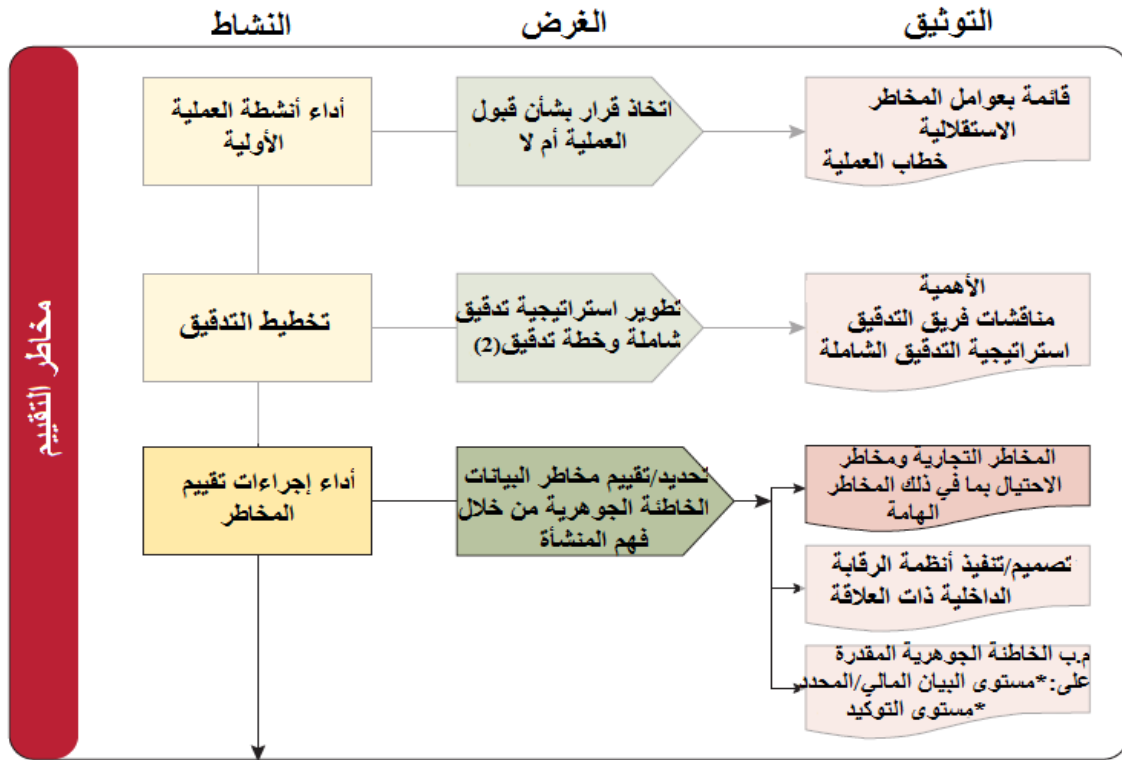 النشاط
الغرض
التوثيق
مخاطر التقييم
أداء أنشطة العملية
الأولية
اتخاذ قرار بشأن قبول
العملية أم لا
قائمة بعوامل المخاطر
الاستقلالية
خطاب العملية
تخطيط التدقيق
تطوير استراتيجية تدقيق
شاملة وخطة تدقيق(2)
الأهمية
مناقشات فريق التدقيق
استراتيجية التدقيق الشاملة
أداء إجراءات تقييم
المخاطر
تحديد/تقييم مخاطر البيانات
الخاطئة الجوهرية من خلال
فهم المنشأة
المخاطر التجارية ومخاطر
الاحتيال بما في ذلك المخاطر
الهامة
تصميم/تنفيذ أنظمة الرقابة
الداخلية ذات العلاقة
م.ب الخاطئة الجوهرية المقدرة
على:*مستوى البيان المالي/المحدد
*مستوى التوكيد